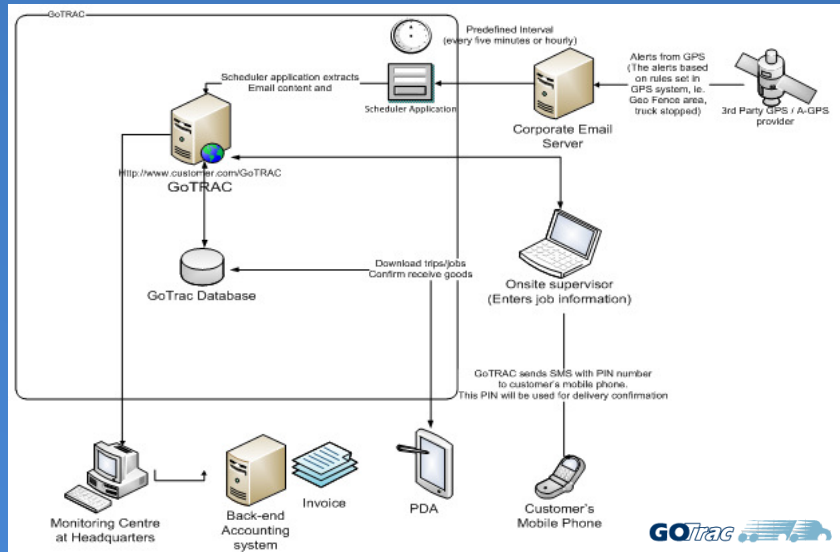 GoTRAC
Predefined Interval
(every five minutes or hourly)
Alerts from GPS
(The alerts based
on rules set in
GPS system, ie.
Geo Fence area,
truck stopped)
Scheduler application extracts
Email content and
Scheduler Application
Corporate Email
Server
3rd Party GPS / A-GPS
provider
Http://www.customer.com/GoTRAC
GoTRAC
Download trips/jobs
Confirm receive goods
GoTrac Database
Onsite supervisor
(Enters job information)
GoTRAC sends SMS with PIN number
to customer's mobile phone.
This PIN will be used for delivery confirmation
Monitoring Centre
at Headquarters
Back-end
Accounting
system
Invoice
PDA
Customer's
Mobile Phone
GOTrac